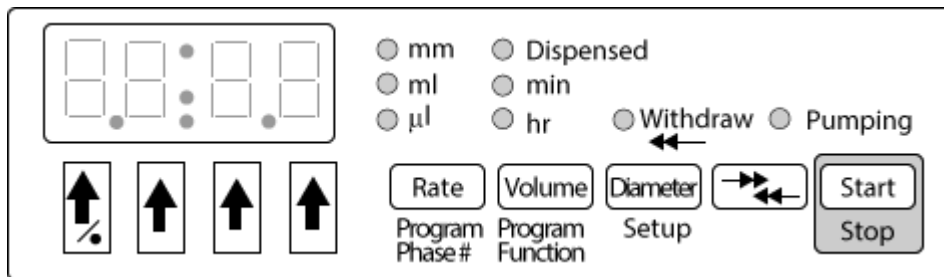 mm
Dispensed
ml
min
µl
hr
Withdraw
Pumping
Rate
Volume
Diameter
Start
Program
Phase #
Program
Function
Setup
Stop